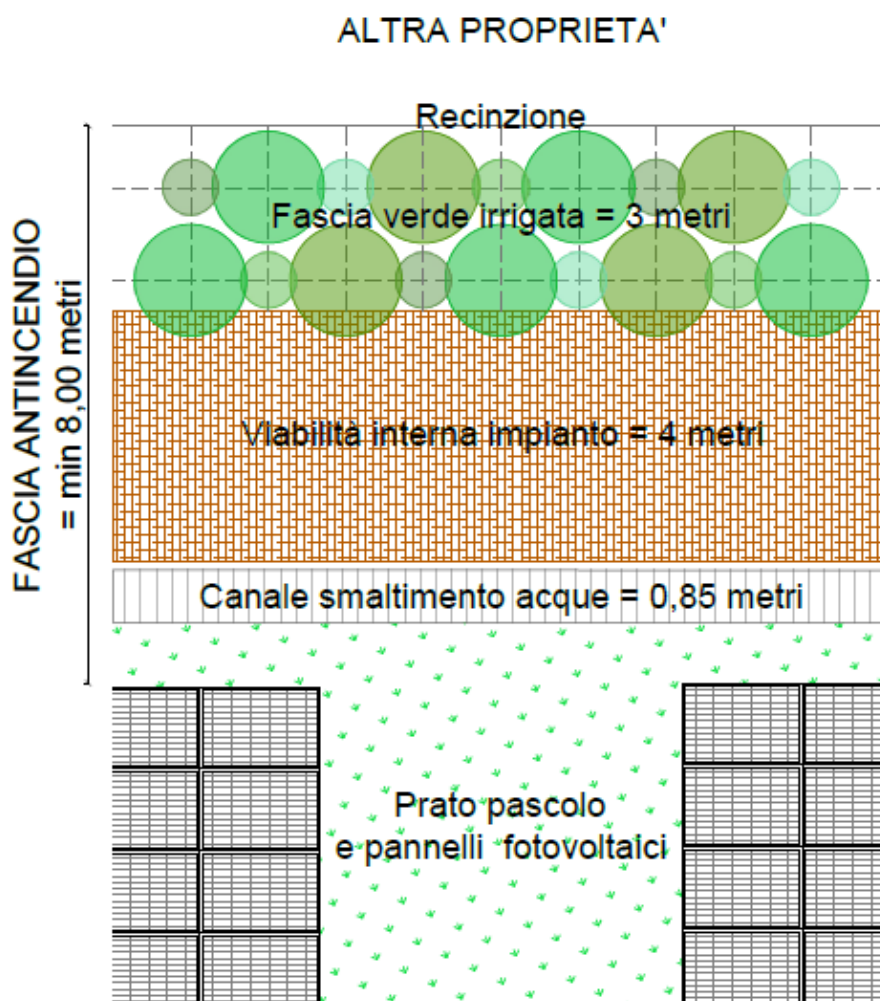 ALTRA PROPRIETA'
Recinzione
Fascia verde irrigata = 3 metri
FASCIA ANTINCENDIO
= min 8,00 metri
Viabilità interna impianto = 4 metri
Canale smaltimento acque = 0,85 metri
Prato pascolo
e pannelli fotovoltaici